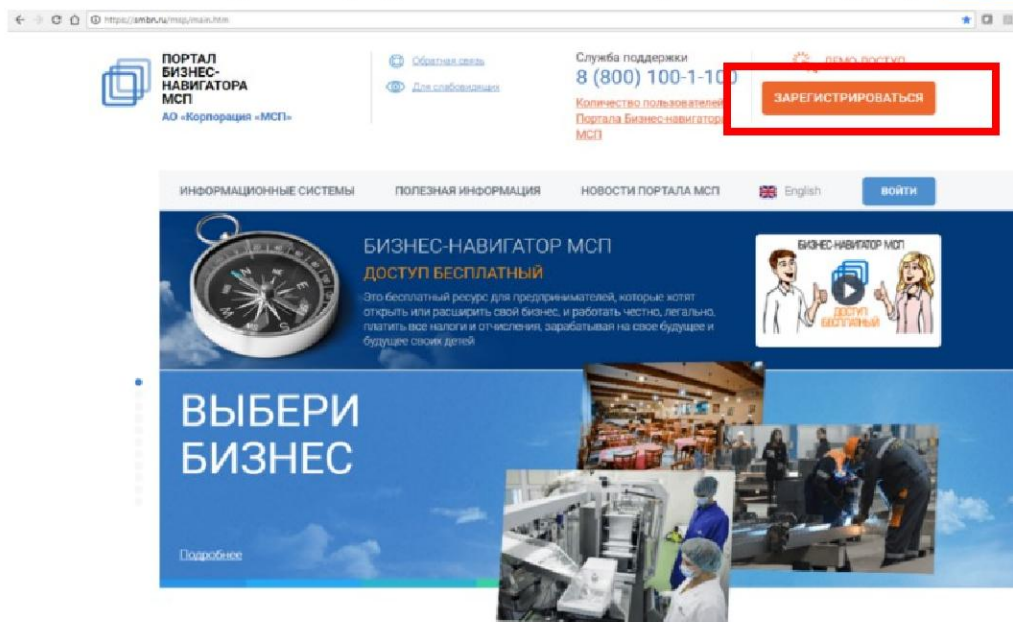 https://smbn.ru/msp/main.htm
ПОРТАЛ
БИЗНЕС-
НАВИГАТОРА
МСП
АО «Корпорация «МСП»
Обратная связь
Для слабовидящих
Служба поддержки
8 (800) 100-1-100
Количество пользователей
Портала Бизнес-навигатора
МСП
ДЕМО-ДОСТУП
ЗАРЕГИСТРИРОВАТЬСЯ
ИНФОРМАЦИОННЫЕ СИСТЕМЫ
ПОЛЕЗНАЯ ИНФОРМАЦИЯ
НОВОСТИ ПОРТАЛА МСП
English
ВОЙТИ
БИЗНЕС-НАВИГАТОР МСП
ДОСТУП БЕСПЛАТНЫЙ
Это бесплатный ресурс для предпринимателей, которые хотят
открыть или расширить свой бизнес, и работать честно, легально,
платить все налоги и отчисления, зарабатывая на свое будущее и
будущее своих детей
БИЗНЕС-НАВИГАТОР МСП
ДОСТУП
БЕСПЛАТНЫЙ
N
NE
E
S
W
ВЫБЕРИ
БИЗНЕС
Подробнее